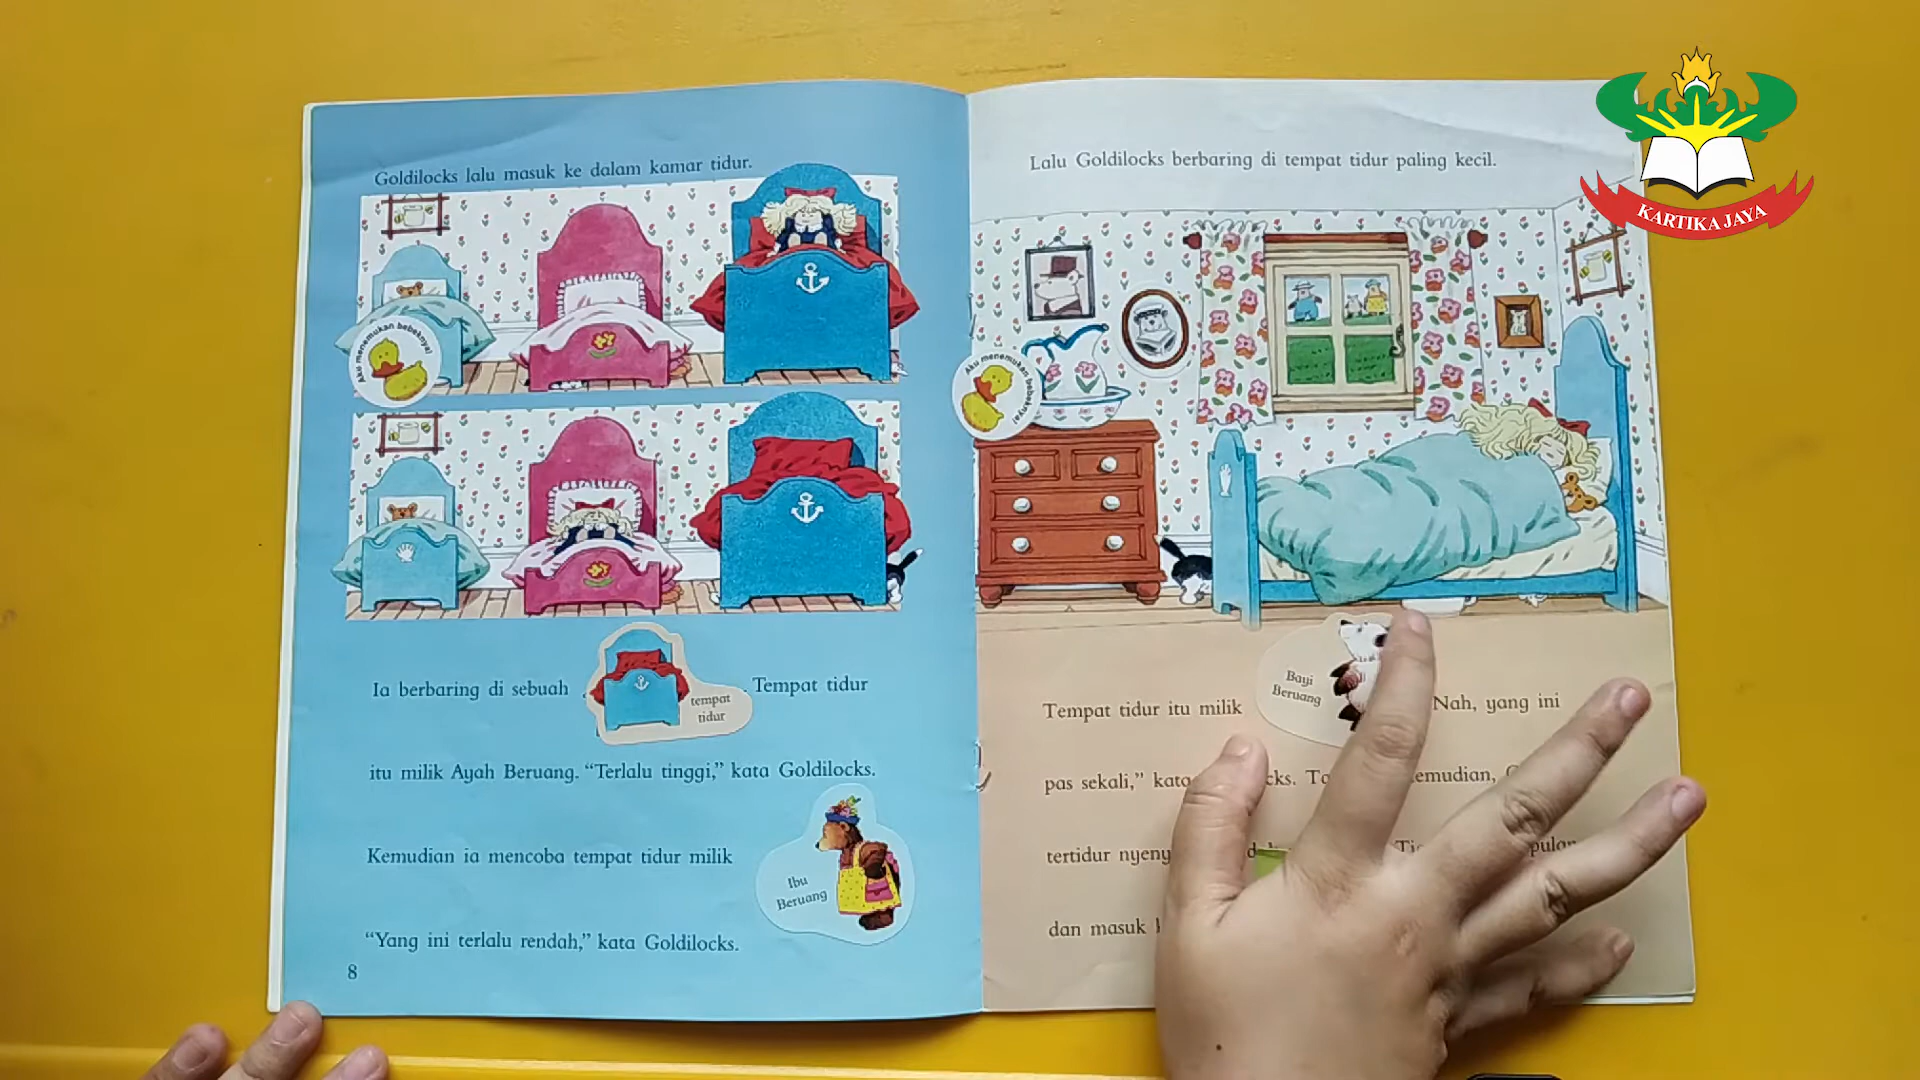 KARTIKA JAYA
Goldilocks lalu masuk ke dalam kamar tidur.
Aku menemukan bebeknya!
Ia berbaring di sebuah tempat tidur . Tempat tidur
itu milik Ayah Beruang. “Terlalu tinggi,” kata Goldilocks.
Kemudian ia mencoba tempat tidur milik
Ibu Beruang
“Yang ini terlalu rendah,” kata Goldilocks.
8
Lalu Goldilocks berbaring di tempat tidur paling kecil.
Aku menemukan bebeknya!
Tempat tidur itu milik Bayi Beruang Nah, yang ini
pas sekali,”
tertidur
dan masuk